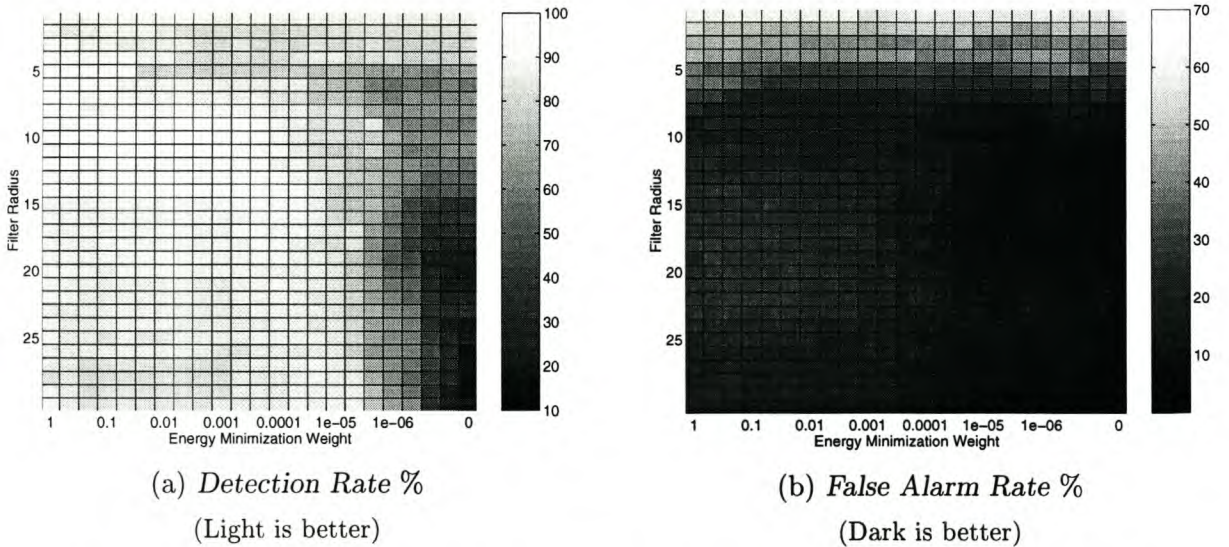 5
10
15
20
25
Filter Radius
1 0.1 0.01 0.001 0.0001 1e−05 1e−06 0
Energy Minimization Weight
100
90
80
70
60
50
40
30
20
10
(a) Detection Rate %
(Light is better)
5
10
15
20
25
Filter Radius
1 0.1 0.01 0.001 0.0001 1e−05 1e−06 0
Energy Minimization Weight
70
60
50
40
30
20
10
(b) False Alarm Rate %
(Dark is better)